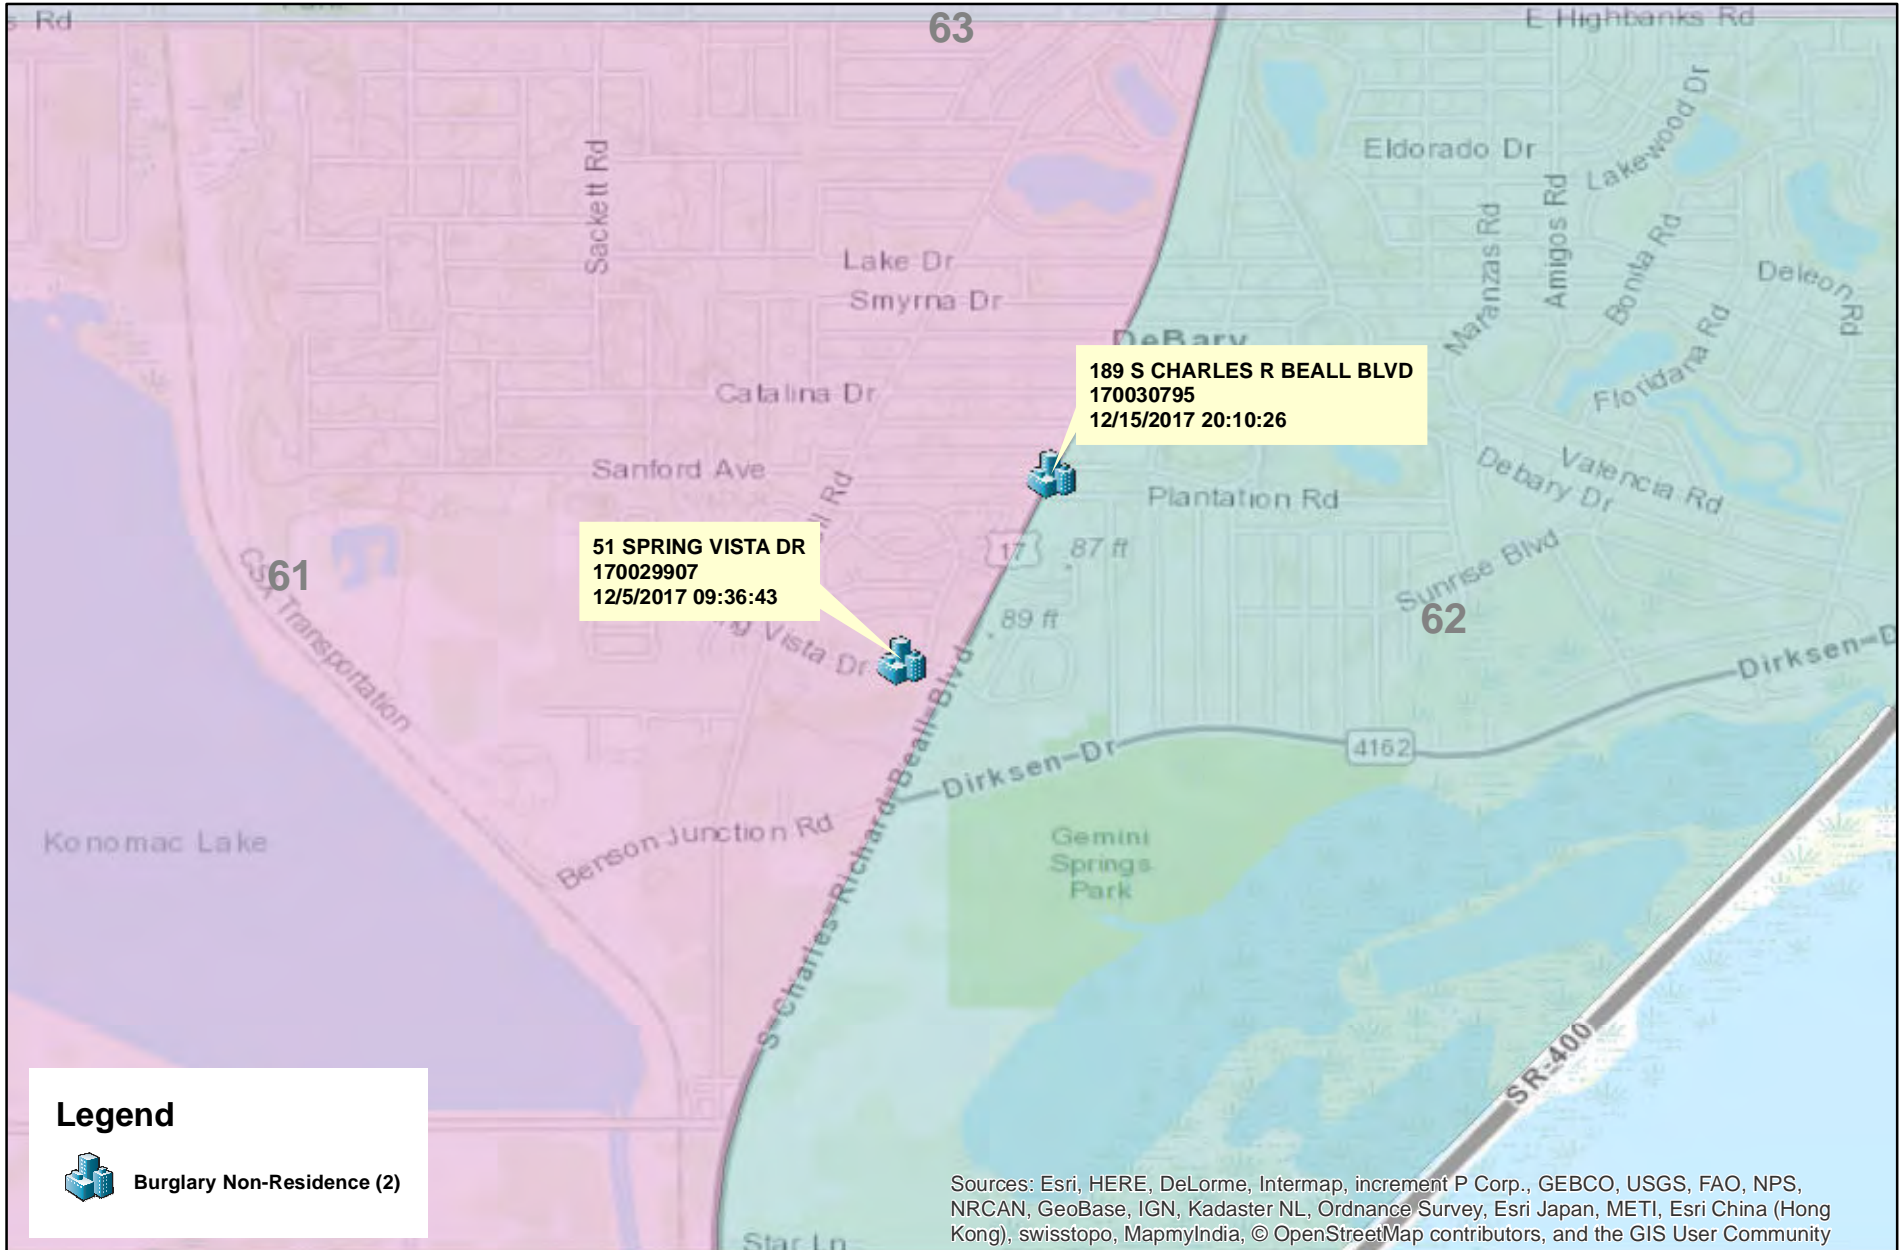 s Rd
63
E Highbanks Rd
Sackett Rd
Eldorado Dr
Lakewood Dr
Maranzas Rd
Amigos Rd
Bonita Rd
Deleon Rd
Lake Dr
Smyrna Dr
DeBary
Floridana Rd
189 S CHARLES R BEALL BLVD
170030795
12/15/2017 20:10:26
Catalina Dr
Sanford Ave
ll Rd
Plantation Rd
Valencia Rd
Debary Dr
17
87 ft
51 SPRING VISTA DR
170029907
12/5/2017 09:36:43
61
CSX Transportation
Sunrise Blvd
62
89 ft
ng Vista Dr
Dirksen D
Dirksen Dr
4162
S Charles Richard Beall Blvd
Konomac Lake
Benson Junction Rd
Gemini
Springs
Park
SR-400
Legend
Burglary Non-Residence (2)
Star Ln
Sources: Esri, HERE, DeLorme, Intermap, increment P Corp., GEBCO, USGS, FAO, NPS,
NRCAN, GeoBase, IGN, Kadaster NL, Ordnance Survey, Esri Japan, METI, Esri China (Hong
Kong), swisstopo, MapmyIndia, © OpenStreetMap contributors, and the GIS User Community